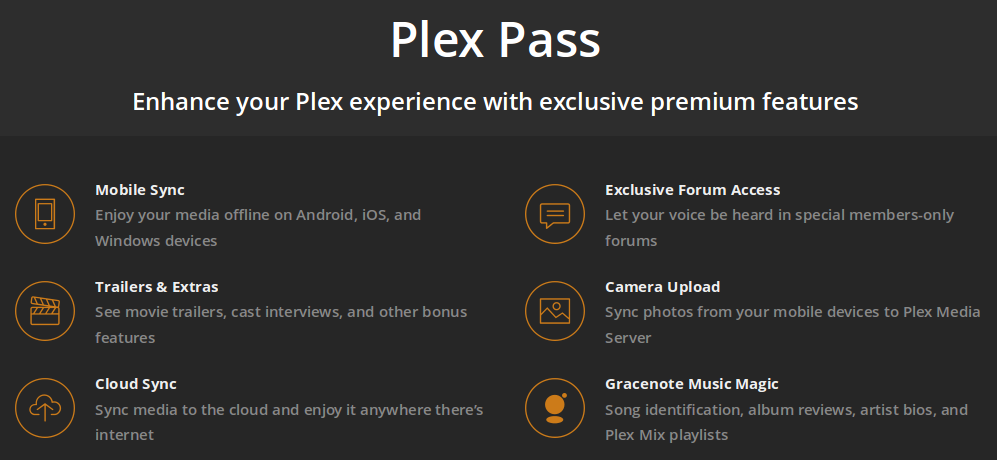 Plex Pass
Enhance your Plex experience with exclusive premium features
Mobile Sync
Enjoy your media offline on Android, iOS, and
Windows devices
Exclusive Forum Access
Let your voice be heard in special members-only
forums
Trailers & Extras
See movie trailers, cast interviews, and other bonus
features
Camera Upload
Sync photos from your mobile devices to Plex Media
Server
Cloud Sync
Sync media to the cloud and enjoy it anywhere there’s
internet
Gracenote Music Magic
Song identification, album reviews, artist bios, and
Plex Mix playlists